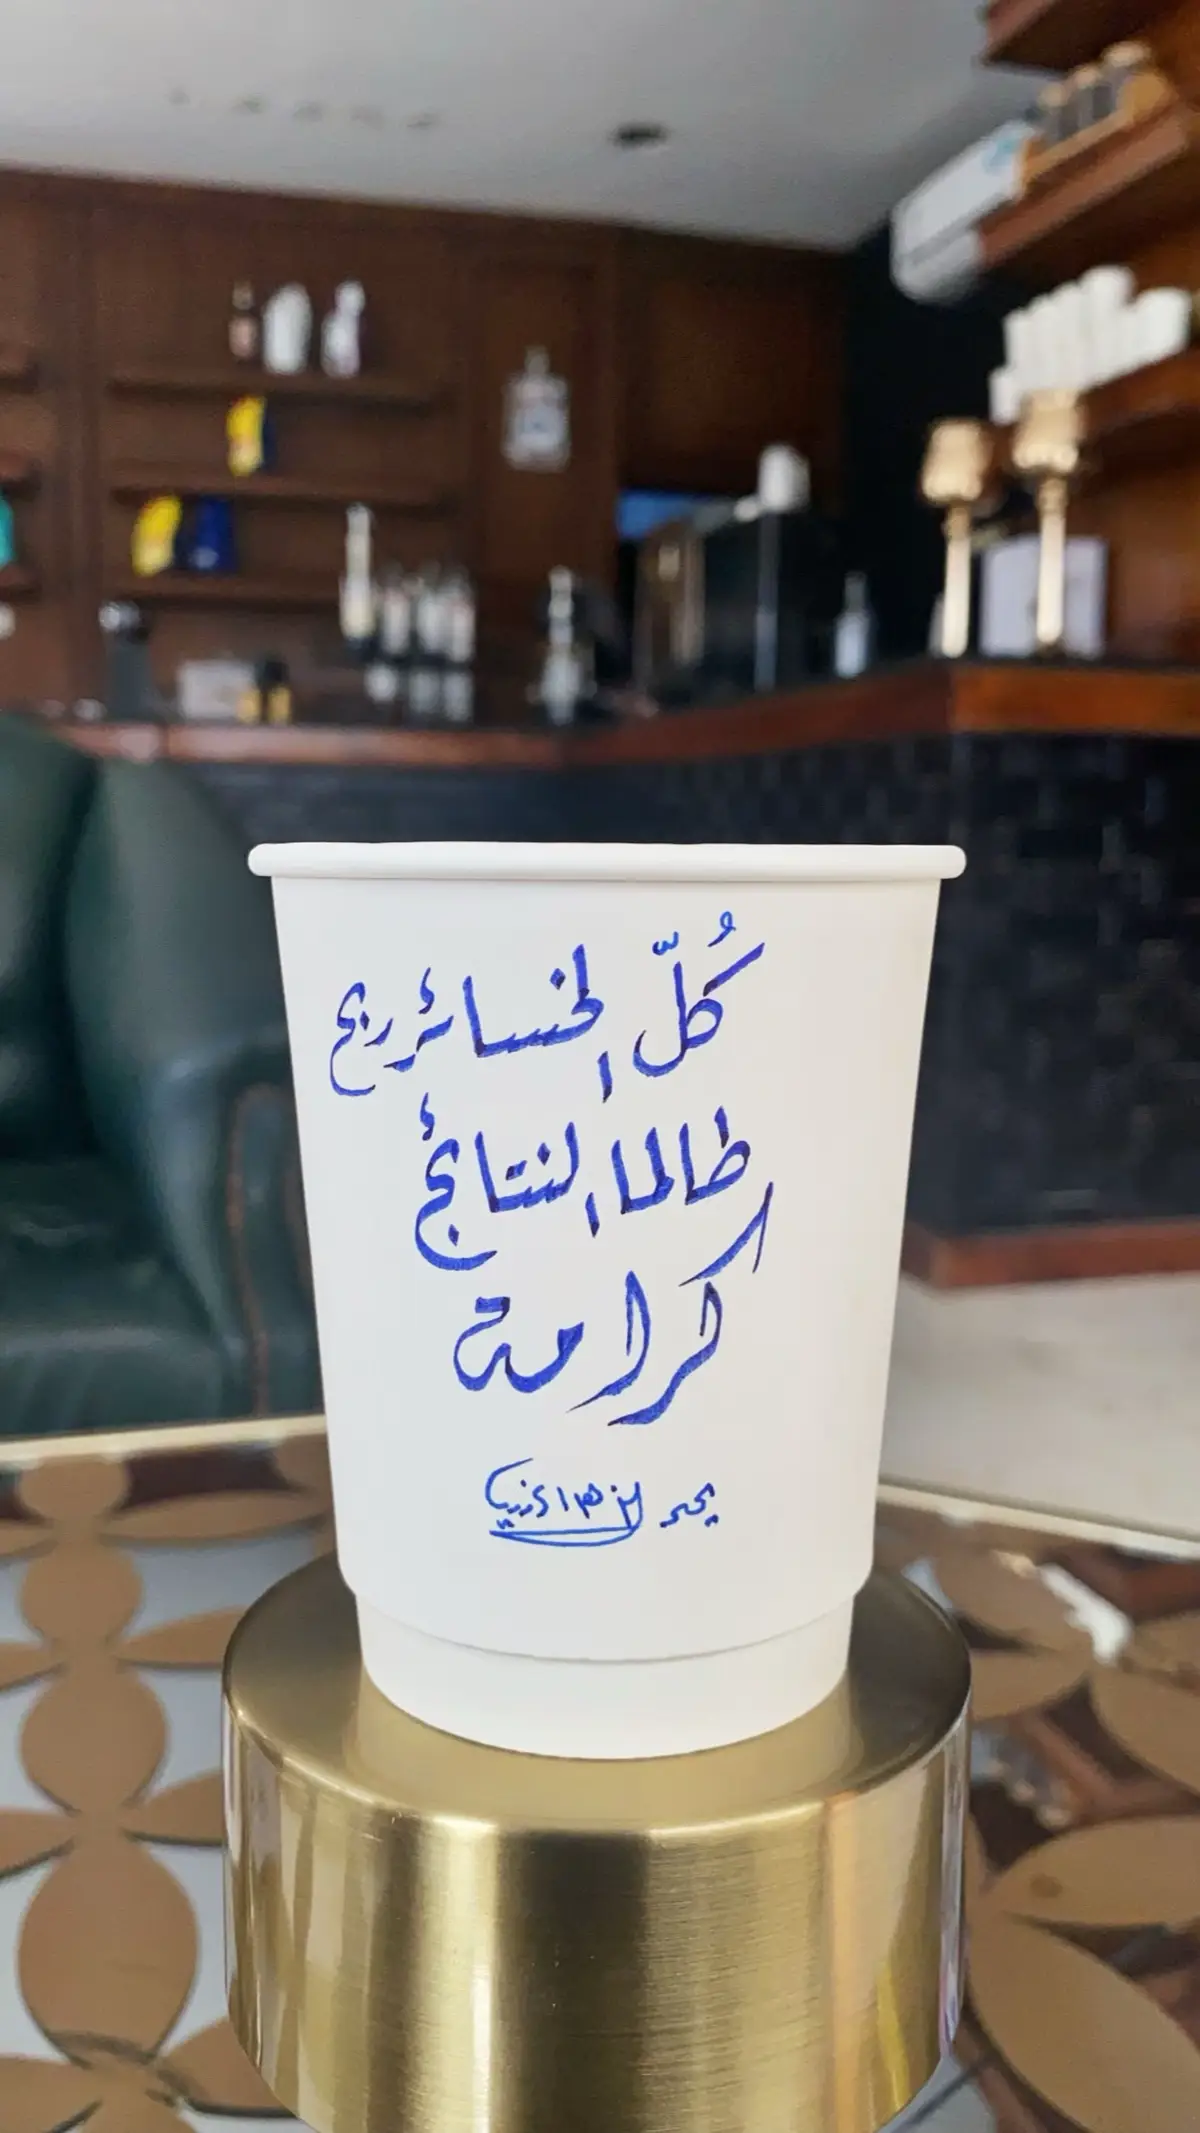 كُلّ الخسائر ربح
طالما النتائج
كرامة